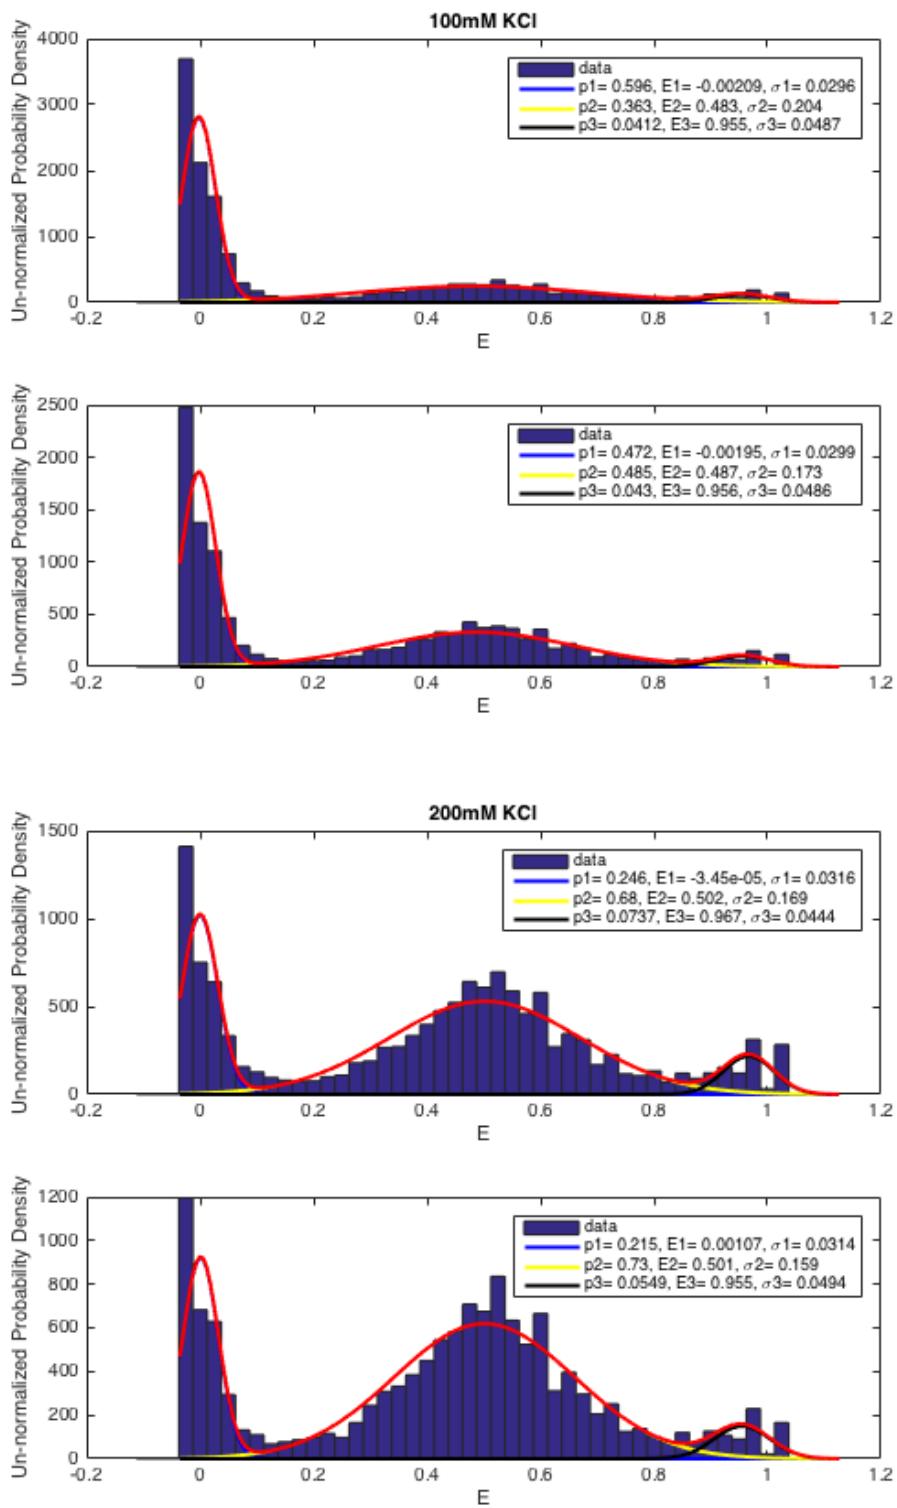 100mM KCl
Un-normalized Probability Density
4000
3000
2000
1000
0
data
p1= 0.596, E1= -0.00209, σ1= 0.0296
p2= 0.363, E2= 0.483, σ2= 0.204
p3= 0.0412, E3= 0.955, σ3= 0.0487
-0.2 0 0.2 0.4 0.6 0.8 1 1.2
E
Un-normalized Probability Density
2500
2000
1500
1000
500
0
data
p1= 0.472, E1= -0.00195, σ1= 0.0299
p2= 0.485, E2= 0.487, σ2= 0.173
p3= 0.043, E3= 0.956, σ3= 0.0486
-0.2 0 0.2 0.4 0.6 0.8 1 1.2
E
200mM KCl
Un-normalized Probability Density
1500
1000
500
0
data
p1= 0.246, E1= -3.45e-05, σ1= 0.0316
p2= 0.68, E2= 0.502, σ2= 0.169
p3= 0.0737, E3= 0.967, σ3= 0.0444
-0.2 0 0.2 0.4 0.6 0.8 1 1.2
E
Un-normalized Probability Density
1200
1000
800
600
400
200
0
data
p1= 0.215, E1= 0.00107, σ1= 0.0314
p2= 0.73, E2= 0.501, σ2= 0.159
p3= 0.0549, E3= 0.955, σ3= 0.0494
-0.2 0 0.2 0.4 0.6 0.8 1 1.2
E